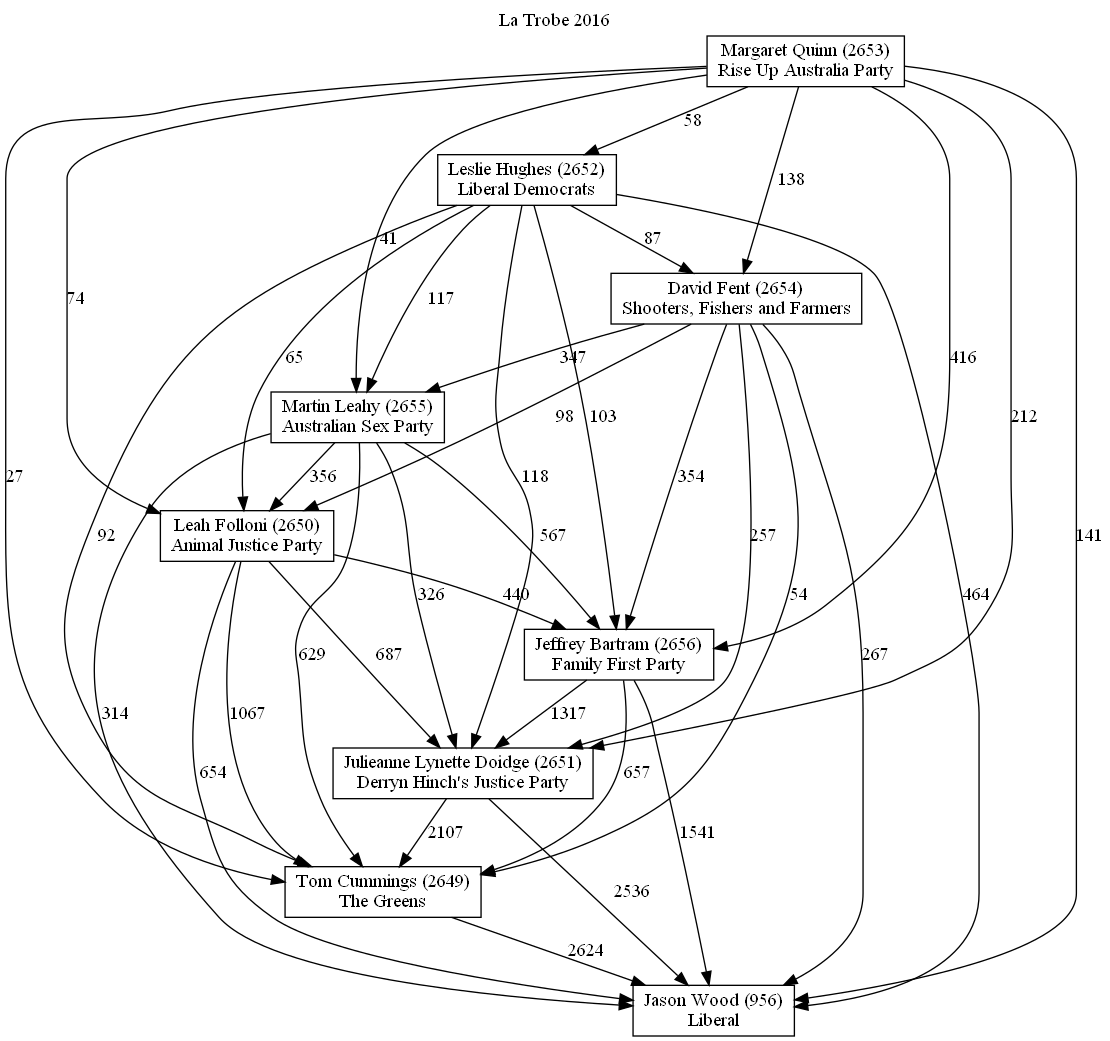 La Trobe 2016
Margaret Quinn (2653)
Rise Up Australia Party
58
Leslie Hughes (2652)
Liberal Democrats
138
41
87
David Fent (2654)
Shooters, Fishers and Farmers
74
117
65
347
416
Martin Leahy (2655)
Australian Sex Party
98
103
212
27
356
118
354
Leah Folloni (2650)
Animal Justice Party
92
567
257
141
326
440
54
464
Jeffrey Bartram (2656)
Family First Party
629
687
267
314
1067
1317
Julieanne Lynette Doidge (2651)
Derryn Hinch's Justice Party
654
657
2107
1541
Tom Cummings (2649)
The Greens
2536
2624
Jason Wood (956)
Liberal